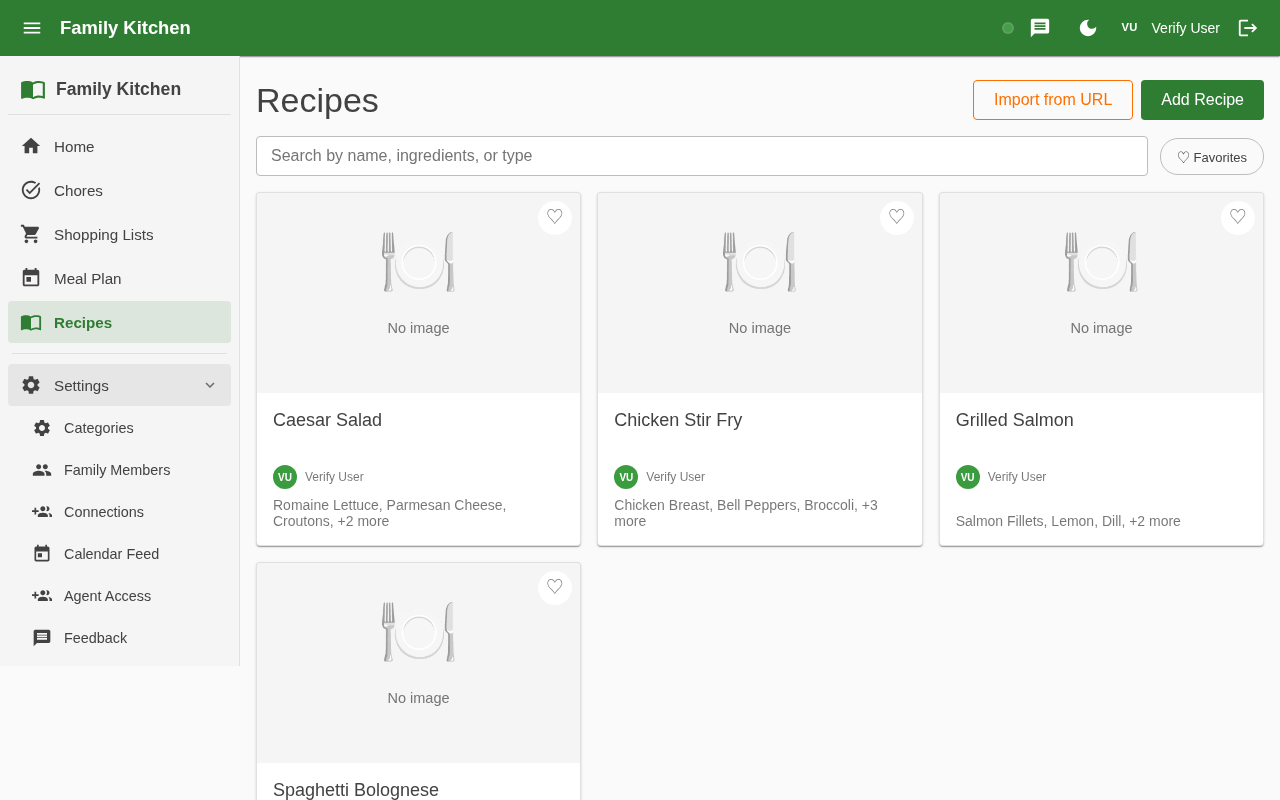 Family Kitchen
VU
Verify User
Family Kitchen
Home
Chores
Shopping Lists
Meal Plan
Recipes
Settings
Categories
Family Members
Connections
Calendar Feed
Agent Access
Feedback
Recipes
Import from URL
Add Recipe
Search by name, ingredients, or type
♡ Favorites
No image
Caesar Salad
VU
Verify User
Romaine Lettuce, Parmesan Cheese,
Croutons, +2 more
No image
Chicken Stir Fry
VU
Verify User
Chicken Breast, Bell Peppers, Broccoli, +3
more
No image
Grilled Salmon
VU
Verify User
Salmon Fillets, Lemon, Dill, +2 more
No image
Spaghetti Bolognese